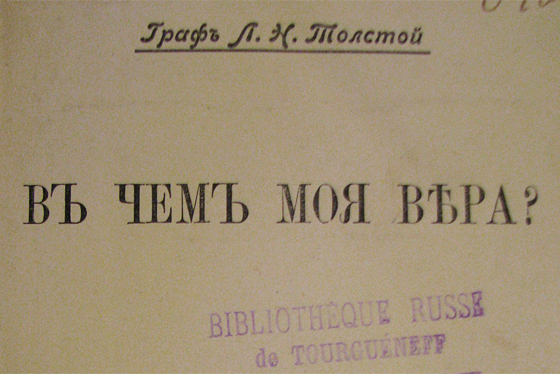 Графъ Л. Н. Толстой
ВЪ ЧЕМЪ МОЯ ВѢРА?
BIBLIOTHÈQUE RUSSE
de TOURGUÉNEFF